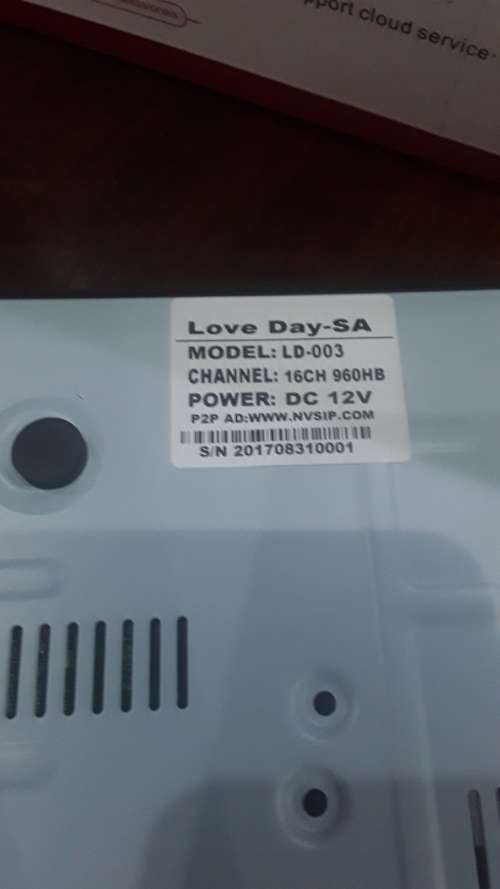 pport cloud service
Love Day-SA
MODEL: LD-003
CHANNEL: 16CH 960HB
POWER: DC 12V
P2P AD:WWW.NVSIP.COM
S/N 201708310001